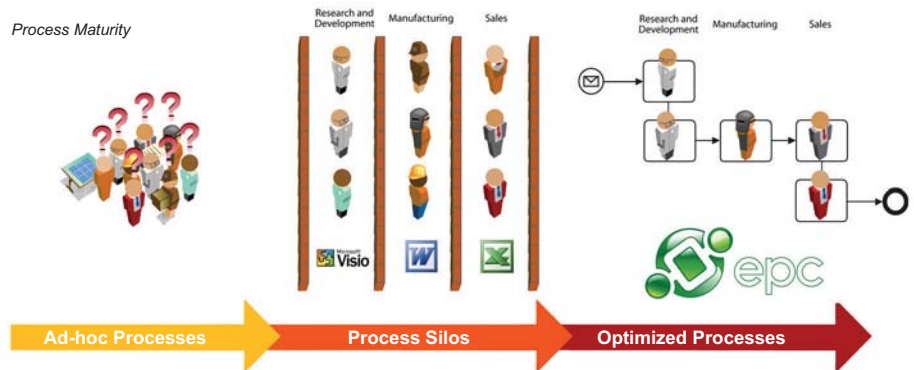 Process Maturity
Research and
Development
Manufacturing
Sales
Research and
Development
Manufacturing
Sales
? ? ? ? ? ? ? ?
Microsoft
Visio
W
X
epc
Ad-hoc Processes
Process Silos
Optimized Processes